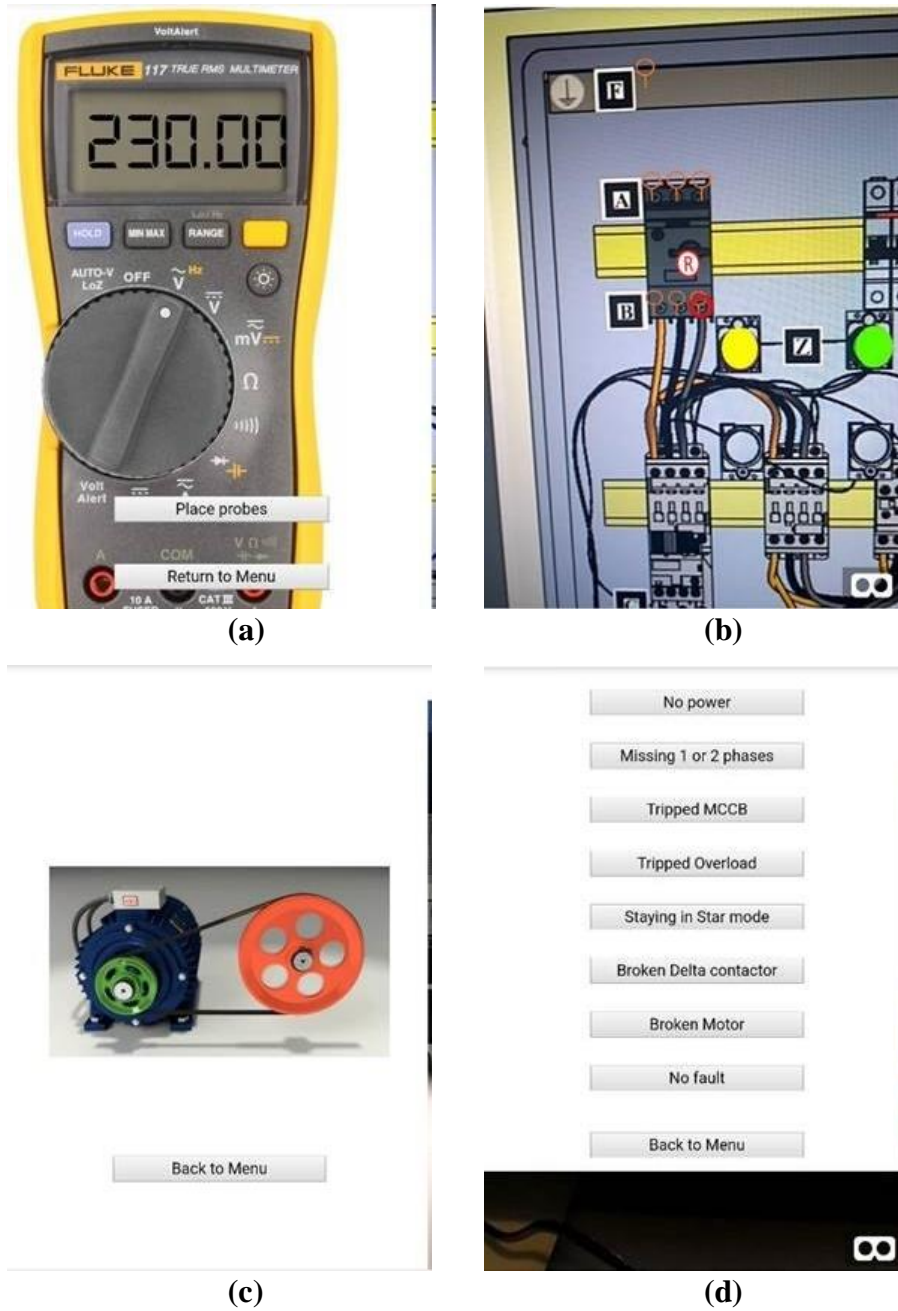 VoltAlert
FLUKE 117 TRUE RMS MULTIMETER
230.00
HOLD MIN MAX RANGE
AUTO-V
LoZ
OFF
V Hz
V
mV
Ω
Volt
Alert
Place probes
A COM V Ω
Return to Menu
10 A
FUSED
CAT III
(a)
F
A
R
B
Z
(b)
Back to Menu
(c)
No power
Missing 1 or 2 phases
Tripped MCCB
Tripped Overload
Staying in Star mode
Broken Delta contactor
Broken Motor
No fault
Back to Menu
(d)